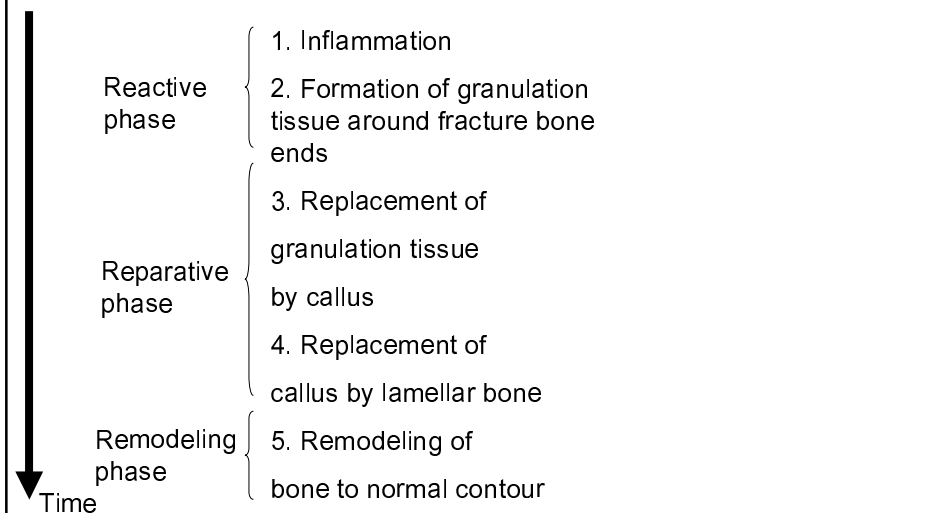 1. Inflammation
Reactive
phase
2. Formation of granulation
tissue around fracture bone
ends
3. Replacement of
granulation tissue
by callus
Reparative
phase
4. Replacement of
callus by lamellar bone
Remodeling
phase
5. Remodeling of
bone to normal contour
Time